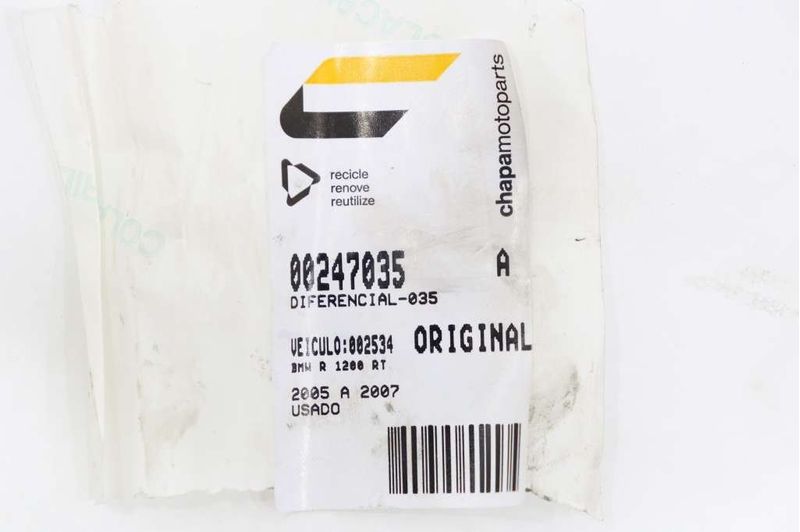 chapamotoparts
recicle
renove
reutilize
00247035 A
DIFERENCIAL-035
VEICULO:002534 ORIGINAL
BMW R 1200 RT
2005 A 2007
USADO